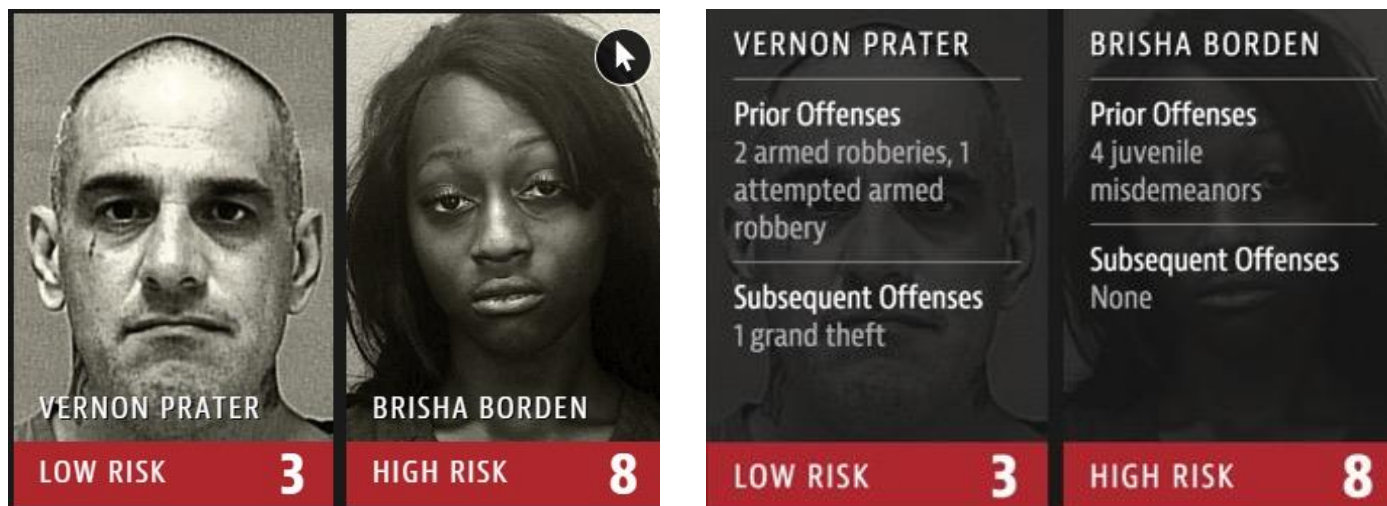 VERNON PRATER
LOW RISK 3
BRISHA BORDEN
HIGH RISK 8
VERNON PRATER
Prior Offenses
2 armed robberies, 1
attempted armed
robbery
Subsequent Offenses
1 grand theft
LOW RISK 3
BRISHA BORDEN
Prior Offenses
4 juvenile
misdemeanors
Subsequent Offenses
None
HIGH RISK 8